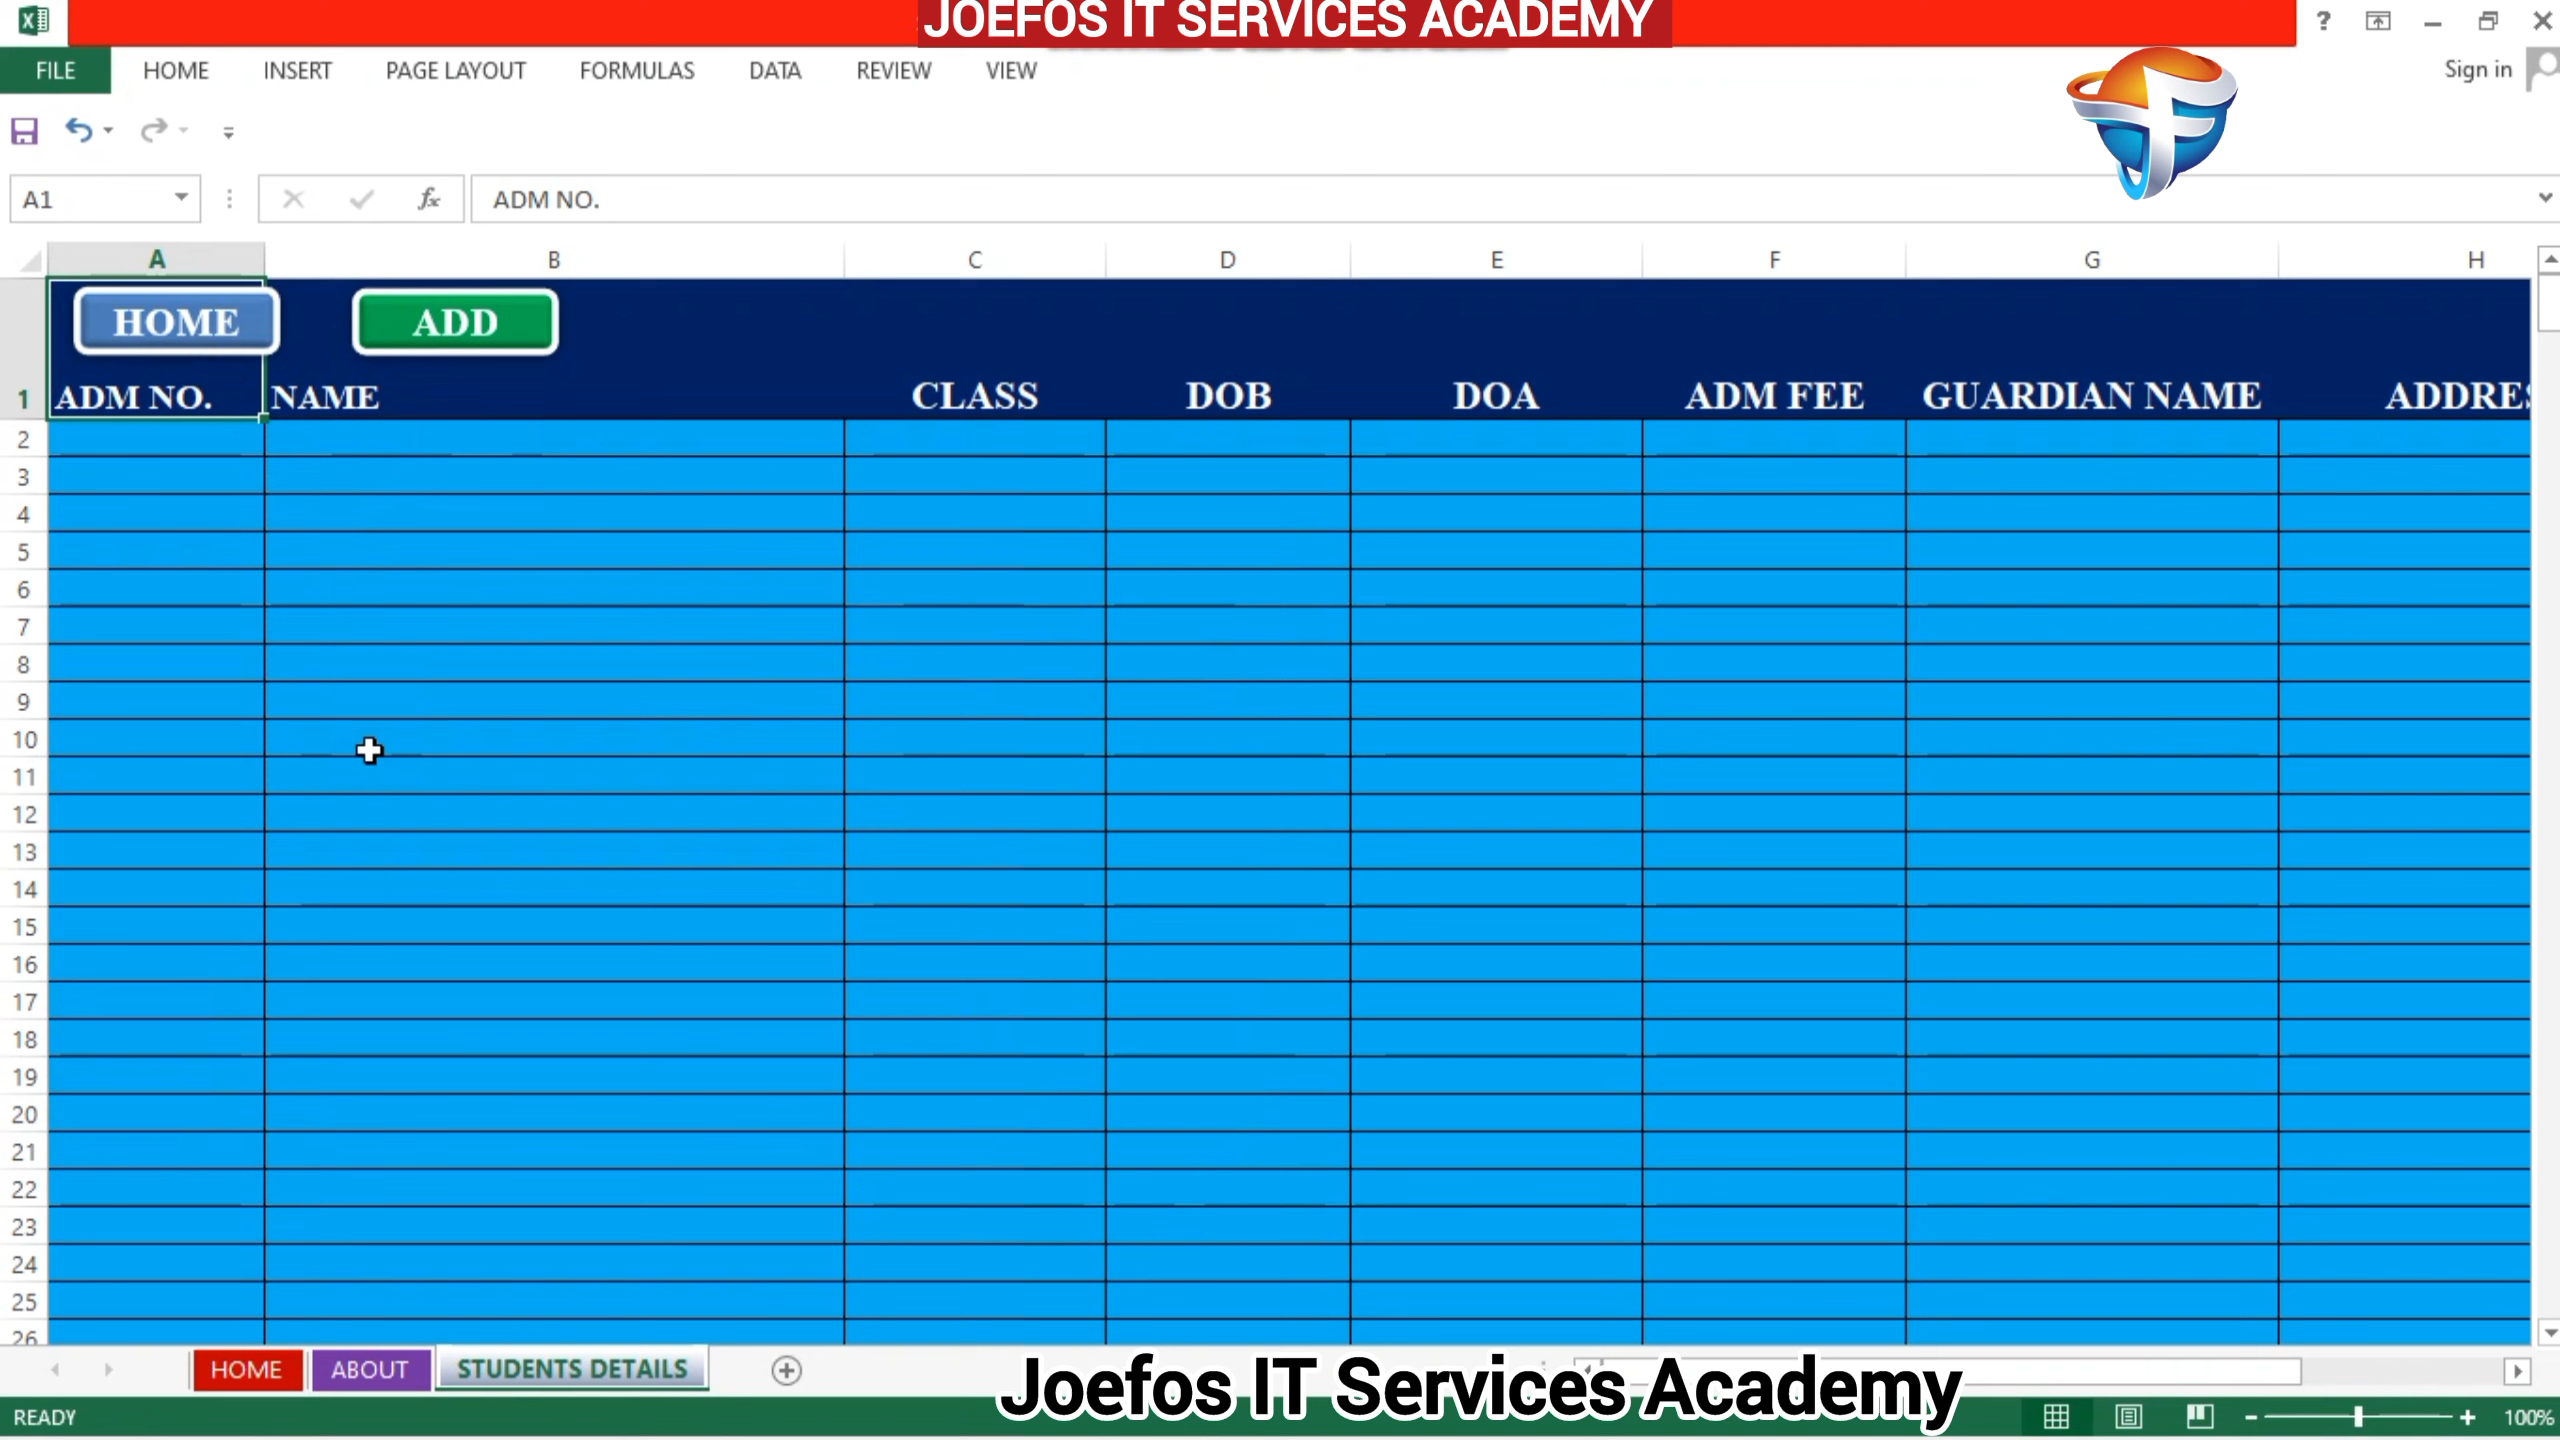 JOEFOS IT SERVICES ACADEMY
?
FILE HOME INSERT PAGE LAYOUT FORMULAS DATA REVIEW VIEW
Sign in
A1 fx ADM NO.
A B C D E F G H
HOME ADD
1 ADM NO. NAME CLASS DOB DOA ADM FEE GUARDIAN NAME ADDRES
2
3
4
5
6
7
8
9
10
11
12
13
14
15
16
17
18
19
20
21
22
23
24
25
26
HOME ABOUT STUDENTS DETAILS
Joefos IT Services Academy
READY
100%